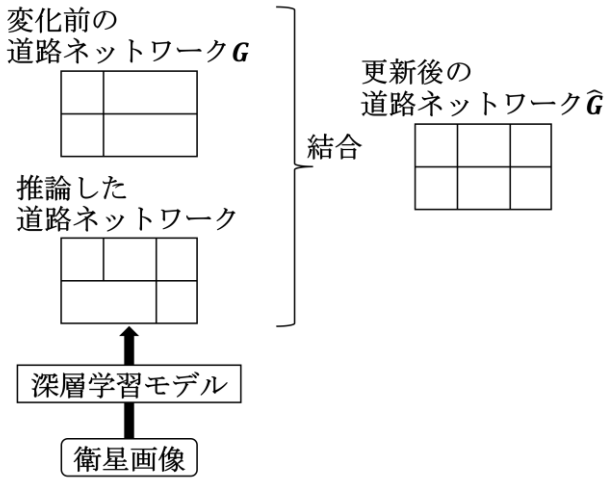 変化前の
道路ネットワークG
推論した
道路ネットワーク
深層学習モデル
衛星画像
結合
更新後の
道路ネットワークĜ